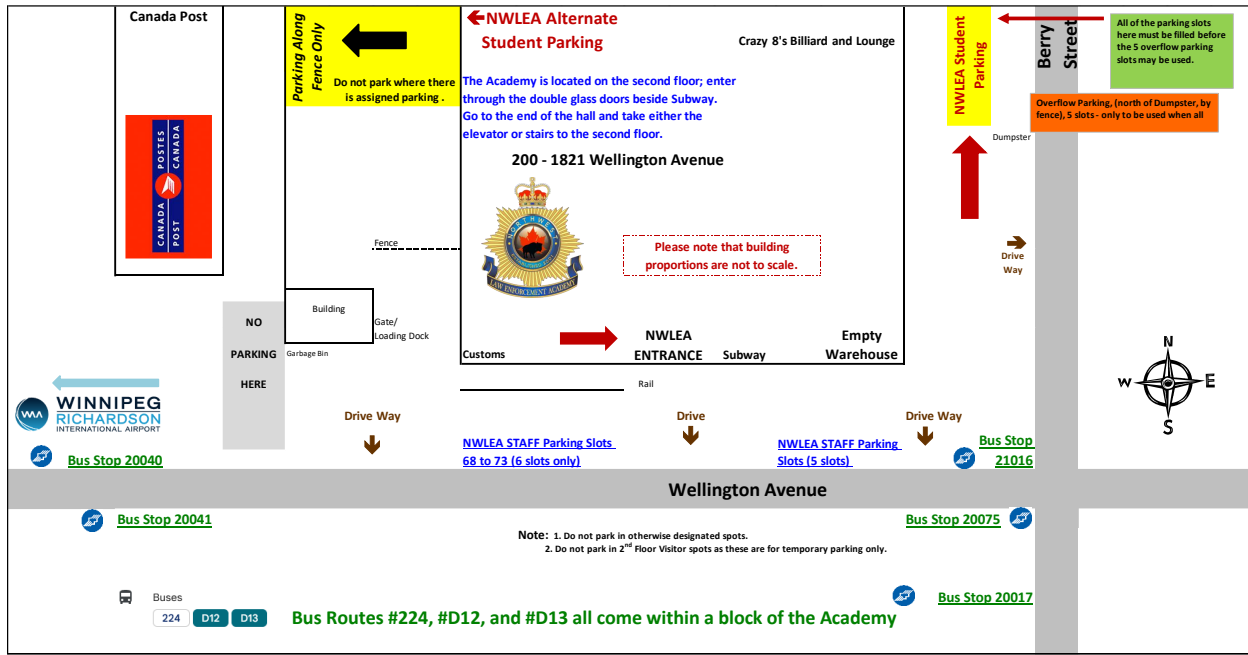 Canada Post
Parking Along
Fence Only
Do not park where there
is assigned parking .
NWLEA Alternate
Student Parking
Crazy 8's Billiard and Lounge
The Academy is located on the second floor; enter
through the double glass doors beside Subway.
Go to the end of the hall and take either the
elevator or stairs to the second floor.
200 - 1821 Wellington Avenue
NWLEA Student
Parking
Berry
Street
All of the parking slots
here must be filled before
the 5 overflow parking
slots may be used.
Overflow Parking, (north of Dumpster, by
fence), 5 slots - only to be used when all
Dumpster
CANADA POSTES
POST CANADA
NORTHWEST
LAW ENFORCEMENT ACADEMY
Please note that building
proportions are not to scale.
Fence
Drive
Way
Building
Gate/
Loading Dock
Garbage Bin
NO
PARKING
HERE
Customs
NWLEA
ENTRANCE
Subway
Empty
Warehouse
Rail
N
W
E
S
WINNIPEG
RICHARDSON
INTERNATIONAL AIRPORT
Drive Way
Drive
Drive Way
NWLEA STAFF Parking Slots
68 to 73 (6 slots only)
NWLEA STAFF Parking
Slots (5 slots)
Bus Stop
21016
Bus Stop 20040
Wellington Avenue
Bus Stop 20041
Bus Stop 20075
Note: 1. Do not park in otherwise designated spots.
2. Do not park in 2nd Floor Visitor spots as these are for temporary parking only.
Bus Stop 20017
Buses
224 D12 D13
Bus Routes #224, #D12, and #D13 all come within a block of the Academy